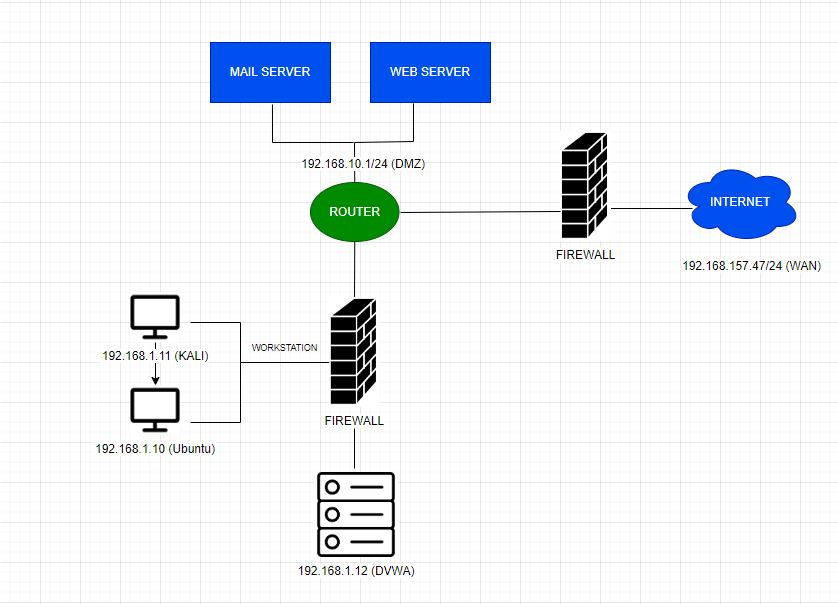 MAIL SERVER
WEB SERVER
192.168.10.1/24 (DMZ)
ROUTER
INTERNET
FIREWALL
192.168.157.47/24 (WAN)
WORKSTATION
192.168.1.11 (KALI)
FIREWALL
192.168.1.10 (Ubuntu)
192.168.1.12 (DVWA)